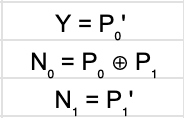 Y = P₀'
N₀ = P₀ ⊕ P₁
N₁ = P₁'